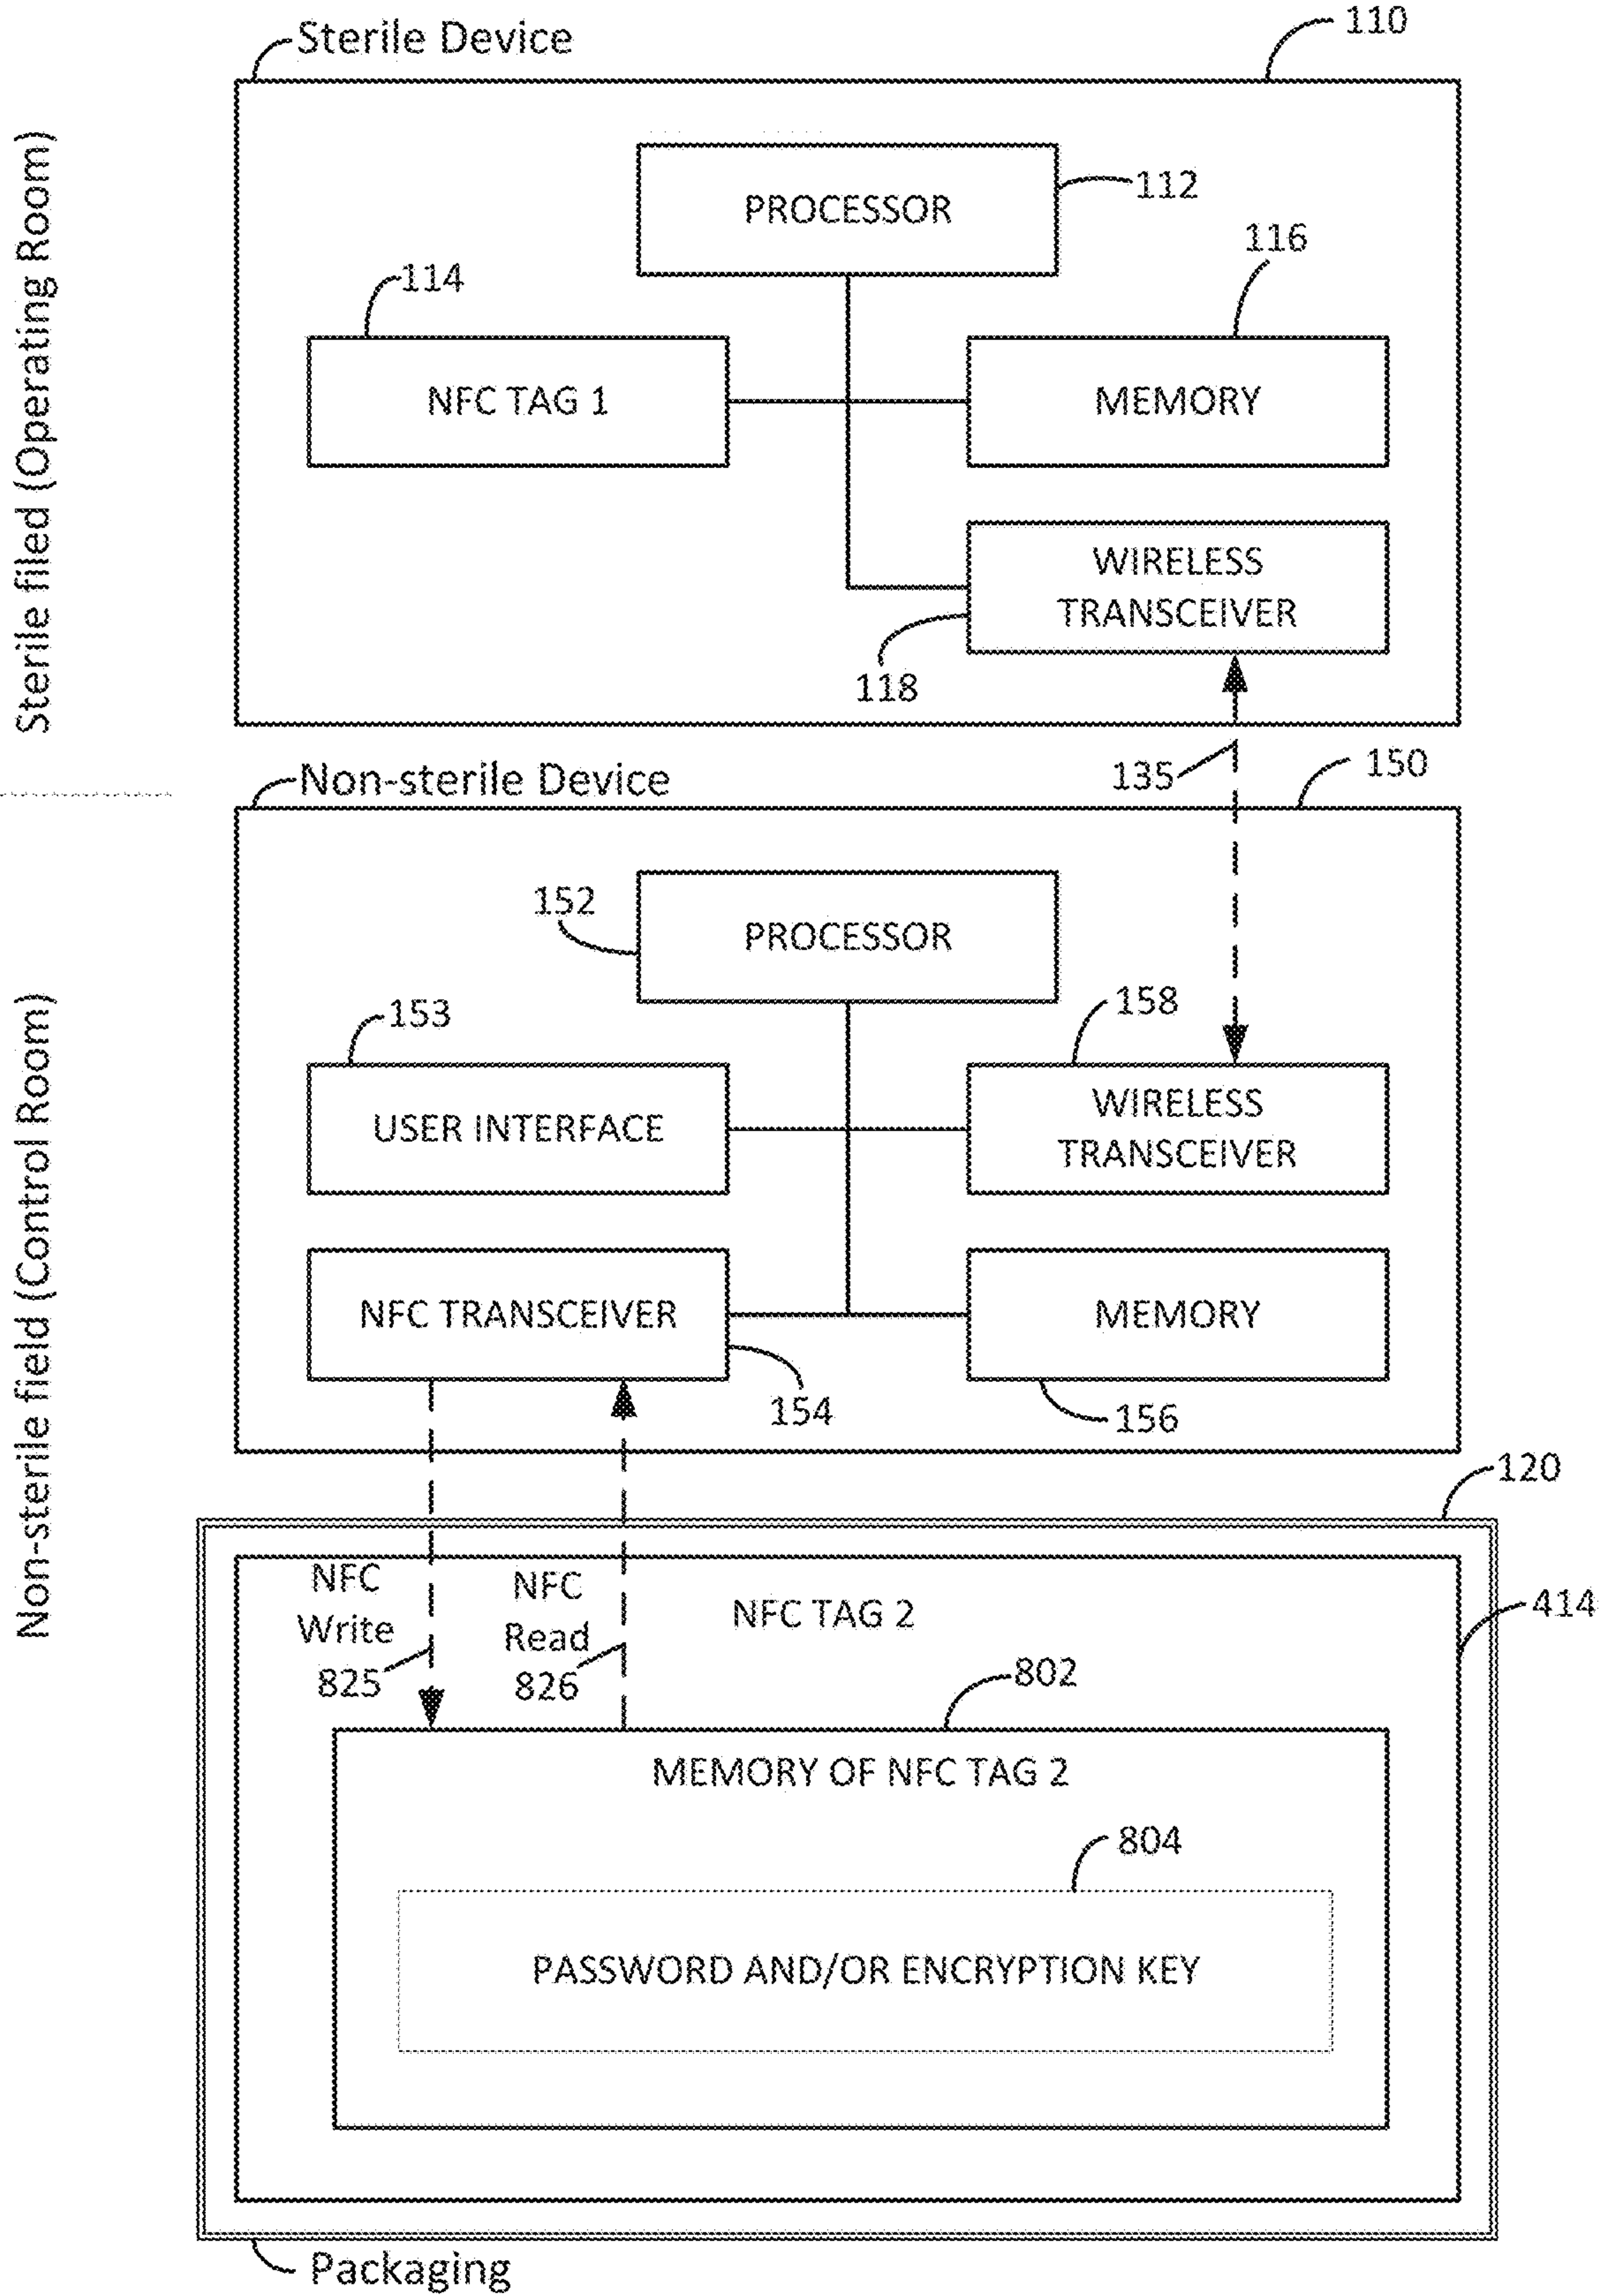 Sterile Device
110
Sterile filed (Operating Room)
PROCESSOR
112
116
114
NFC TAG 1
MEMORY
WIRELESS
TRANSCEIVER
118
135
Non-sterile Device
150
Non-sterile field (Control Room)
152
PROCESSOR
153
158
USER INTERFACE
WIRELESS
TRANSCEIVER
NFC TRANSCEIVER
MEMORY
154
156
120
NFC
Write
825
NFC
Read
826
NFC TAG 2
414
802
MEMORY OF NFC TAG 2
804
PASSWORD AND/OR ENCRYPTION KEY
Packaging